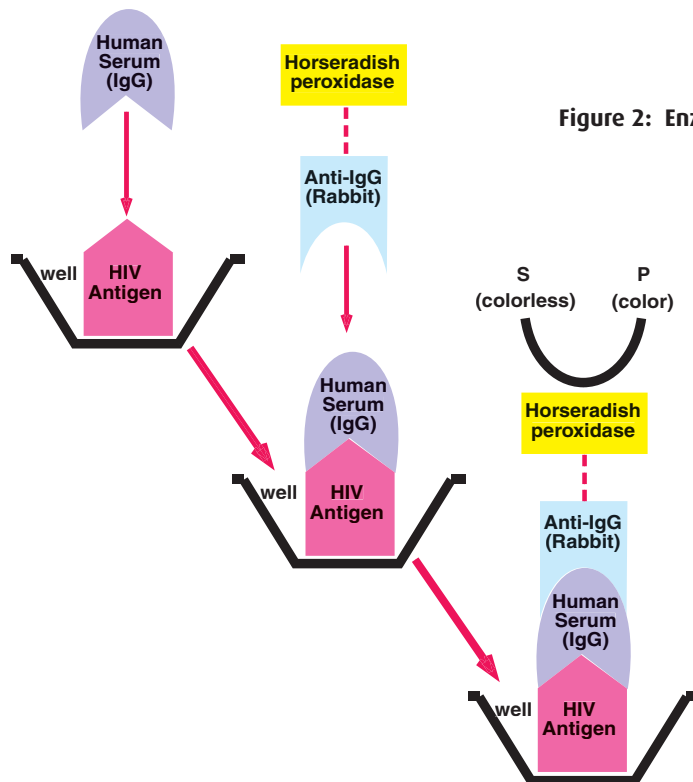 Human
Serum
(IgG)
Horseradish
peroxidase
Figure 2: Enz
Anti-IgG
(Rabbit)
well
HIV
Antigen
S
(colorless)
P
(color)
Human
Serum
(IgG)
well
HIV
Antigen
Horseradish
peroxidase
Anti-IgG
(Rabbit)
Human
Serum
(IgG)
well
HIV
Antigen